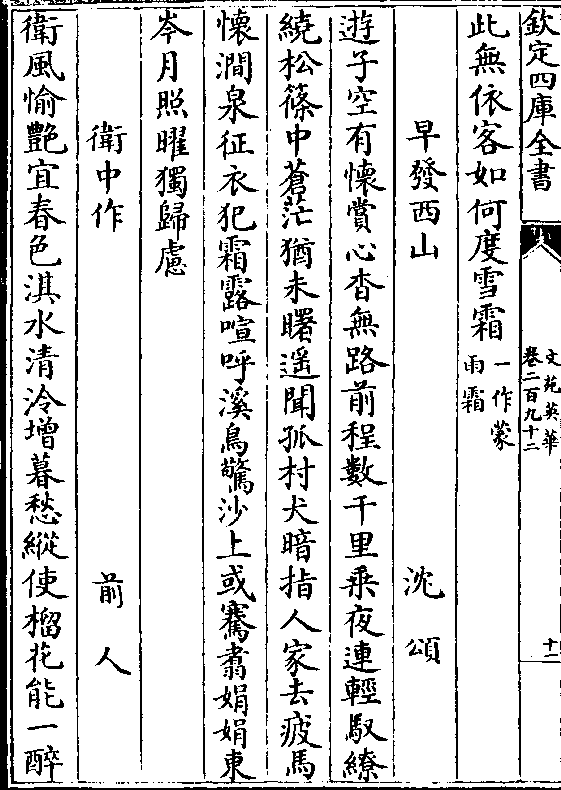 欽定四庫全書
文苑英華
卷二百九十二
十二
此無依客如何度雪霜一作蒙雨霜
早發西山 沈頌
遊子空有懷賞心杳無路前程數千里乗夜連輕馭繚
繞松篠中蒼茫猶未曙遥聞孤村犬暗指人家去疲馬
懷澗泉征衣犯霜露喧呼溪鳥驚沙上或騫翥娟娟東
岑月照曜獨歸慮
衛中作 前人
衛風愉艶宜春色淇水清泠增暮愁縱使榴花能一醉